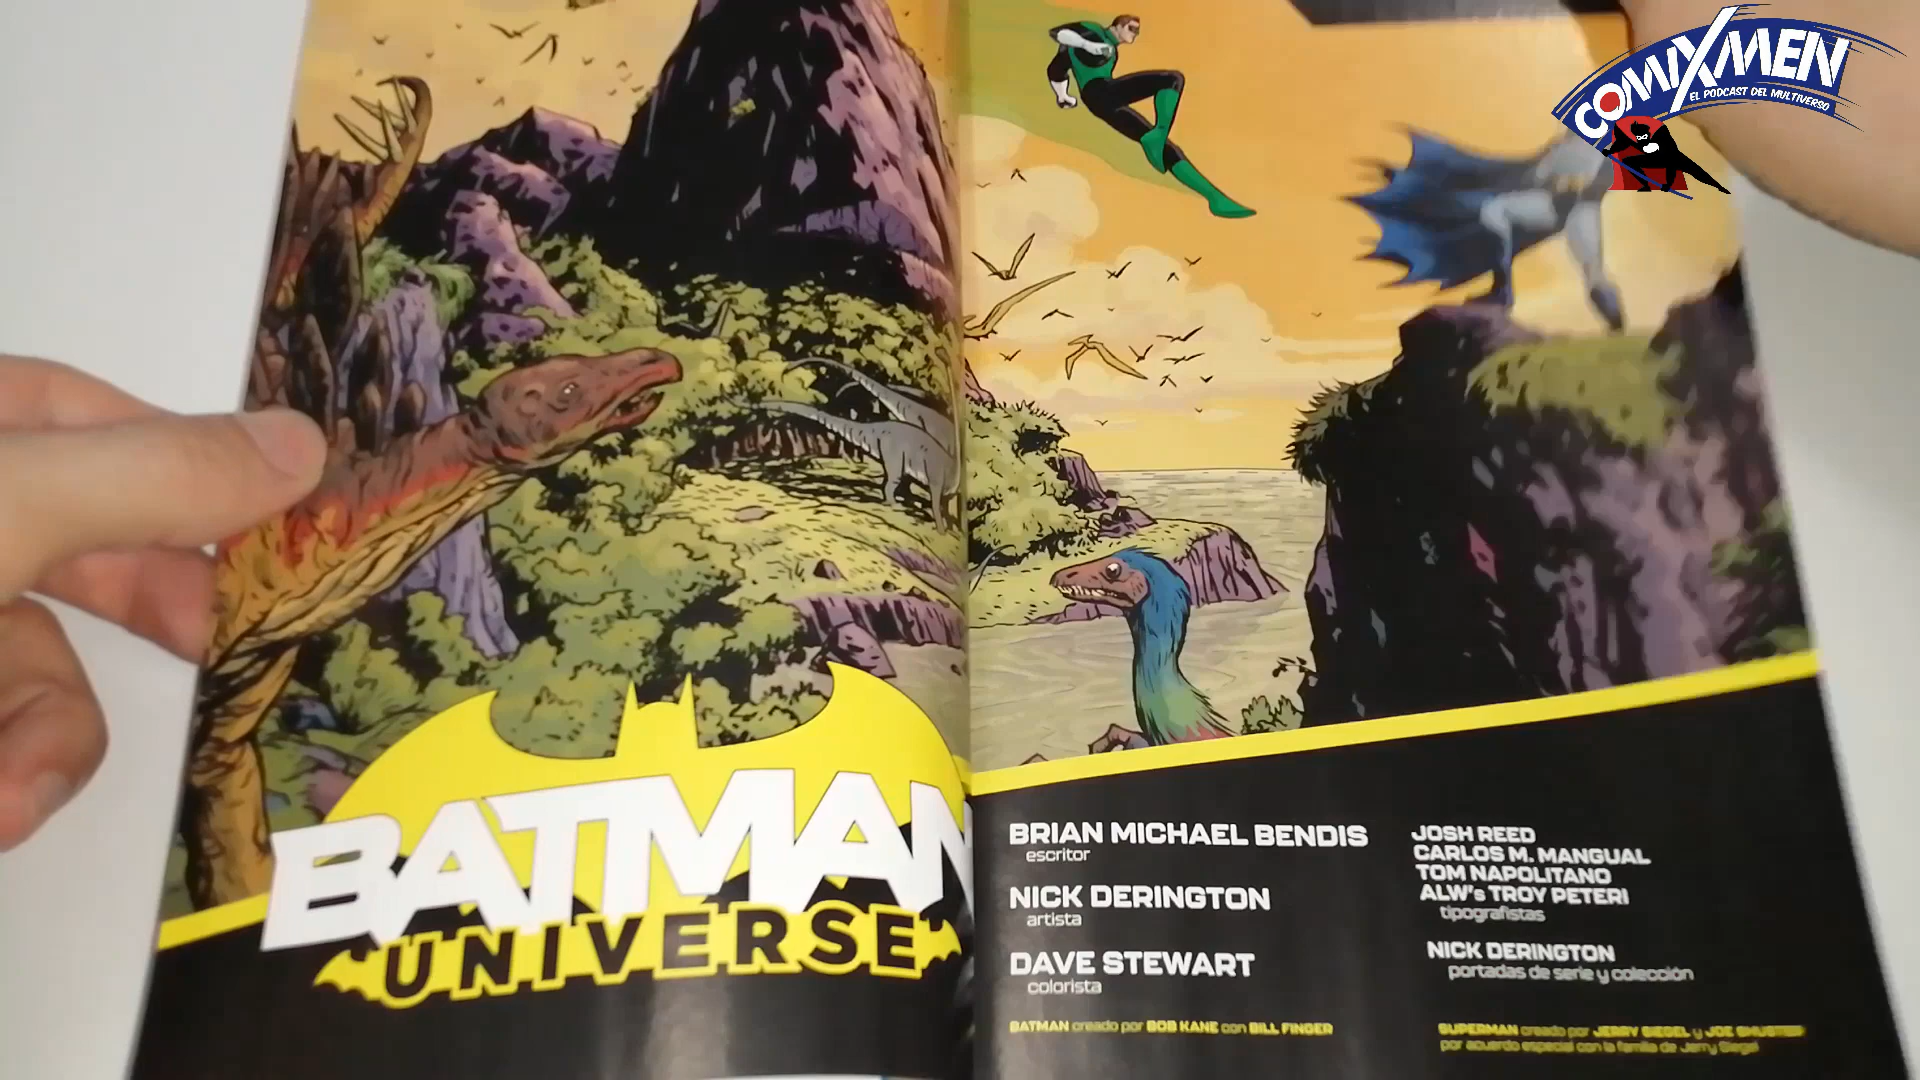 COMIXMEN
EL PODCAST DEL MULTIVERSO
BATMAN
UNIVERSE
BRIAN MICHAEL BENDIS
escritor
NICK DERINGTON
artista
DAVE STEWART
colorista
BATMAN creado por BOB KANE con BILL FINGER
JOSH REED
CARLOS M. MANGUAL
TOM NAPOLITANO
ALW's TROY PETERI
tipografistas
NICK DERINGTON
portadas de serie y colección
SUPERMAN creado por JERRY SIEGEL y JOE SHUSTER
por acuerdo especial con la familia de Jerry Siegel